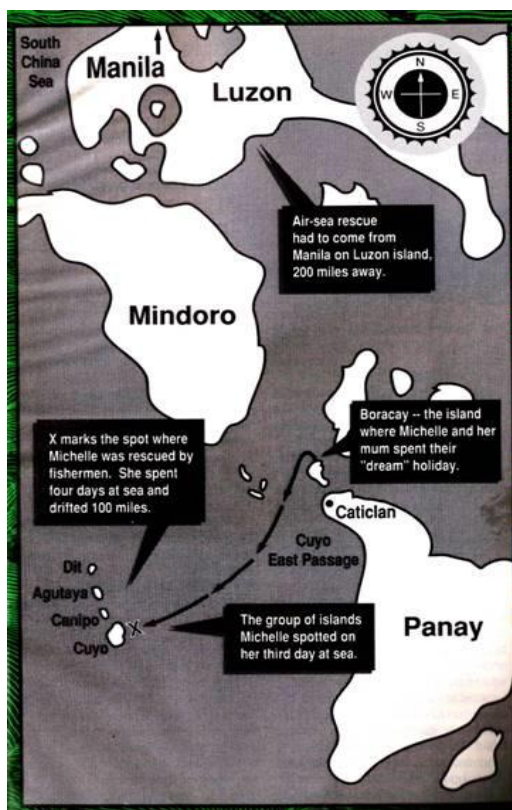 South
China
Sea
Manila
Luzon
N
W E
S
Air-sea rescue
had to come from
Manila on Luzon island,
200 miles away.
Mindoro
X marks the spot where
Michelle was rescued by
fishermen. She spent
four days at sea and
drifted 100 miles.
Boracay -- the island
where Michelle and her
mum spent their
"dream" holiday.
Caticlan
Cuyo
East Passage
Dit
Agutaya
Canipo
Cuyo
X
The group of islands
Michelle spotted on
her third day at sea.
Panay